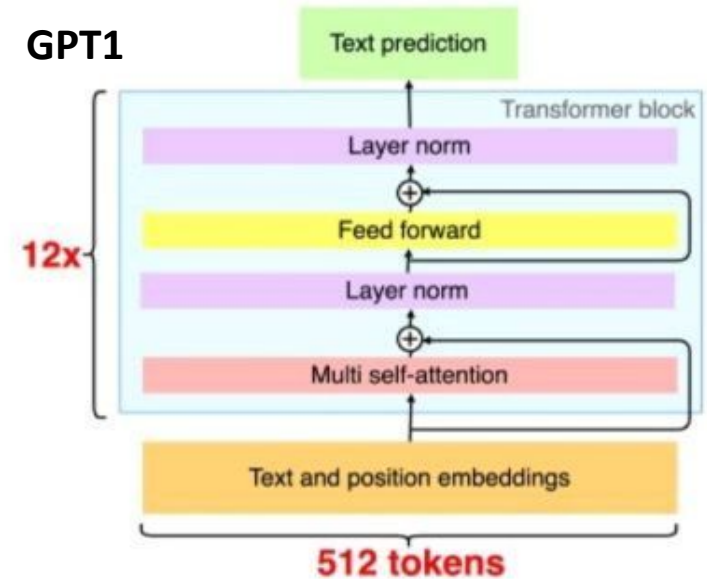 GPT1
Text prediction
Transformer block
Layer norm
Feed forward
12x
Layer norm
Multi self-attention
Text and position embeddings
512 tokens